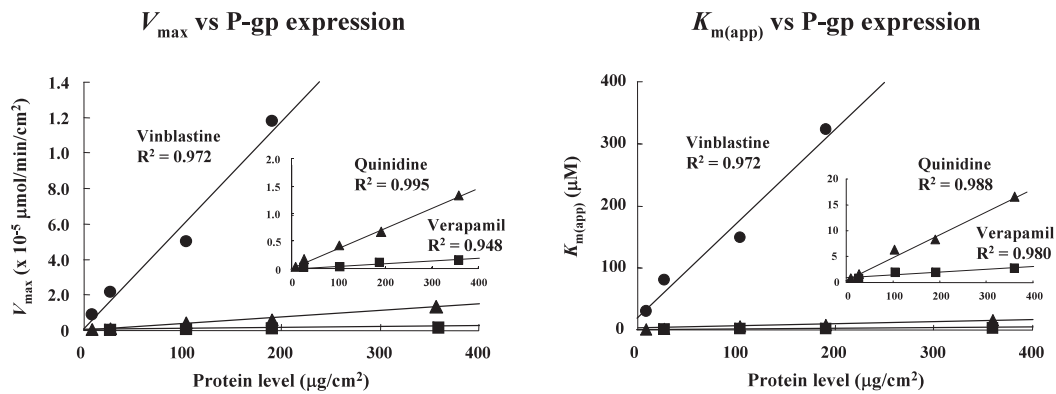 V max vs P-gp expression
1.4
1.2
1.0
8.0
6.0
4.0
2.0
0
V max (x 10⁻⁵ μmol/min/cm²)
Vinblastine
R² = 0.972
2.0
1.5
1.0
0.5
0
Quinidine
R² = 0.995
Verapamil
R² = 0.948
0 100 200 300 400
0 100 200 300 400
Protein level (μg/cm²)
K m(app) vs P-gp expression
400
300
200
100
0
K m(app) (μM)
Vinblastine
R² = 0.972
20
15
10
5
0
Quinidine
R² = 0.988
Verapamil
R² = 0.980
0 100 200 300 400
0 100 200 300 400
Protein level (μg/cm²)